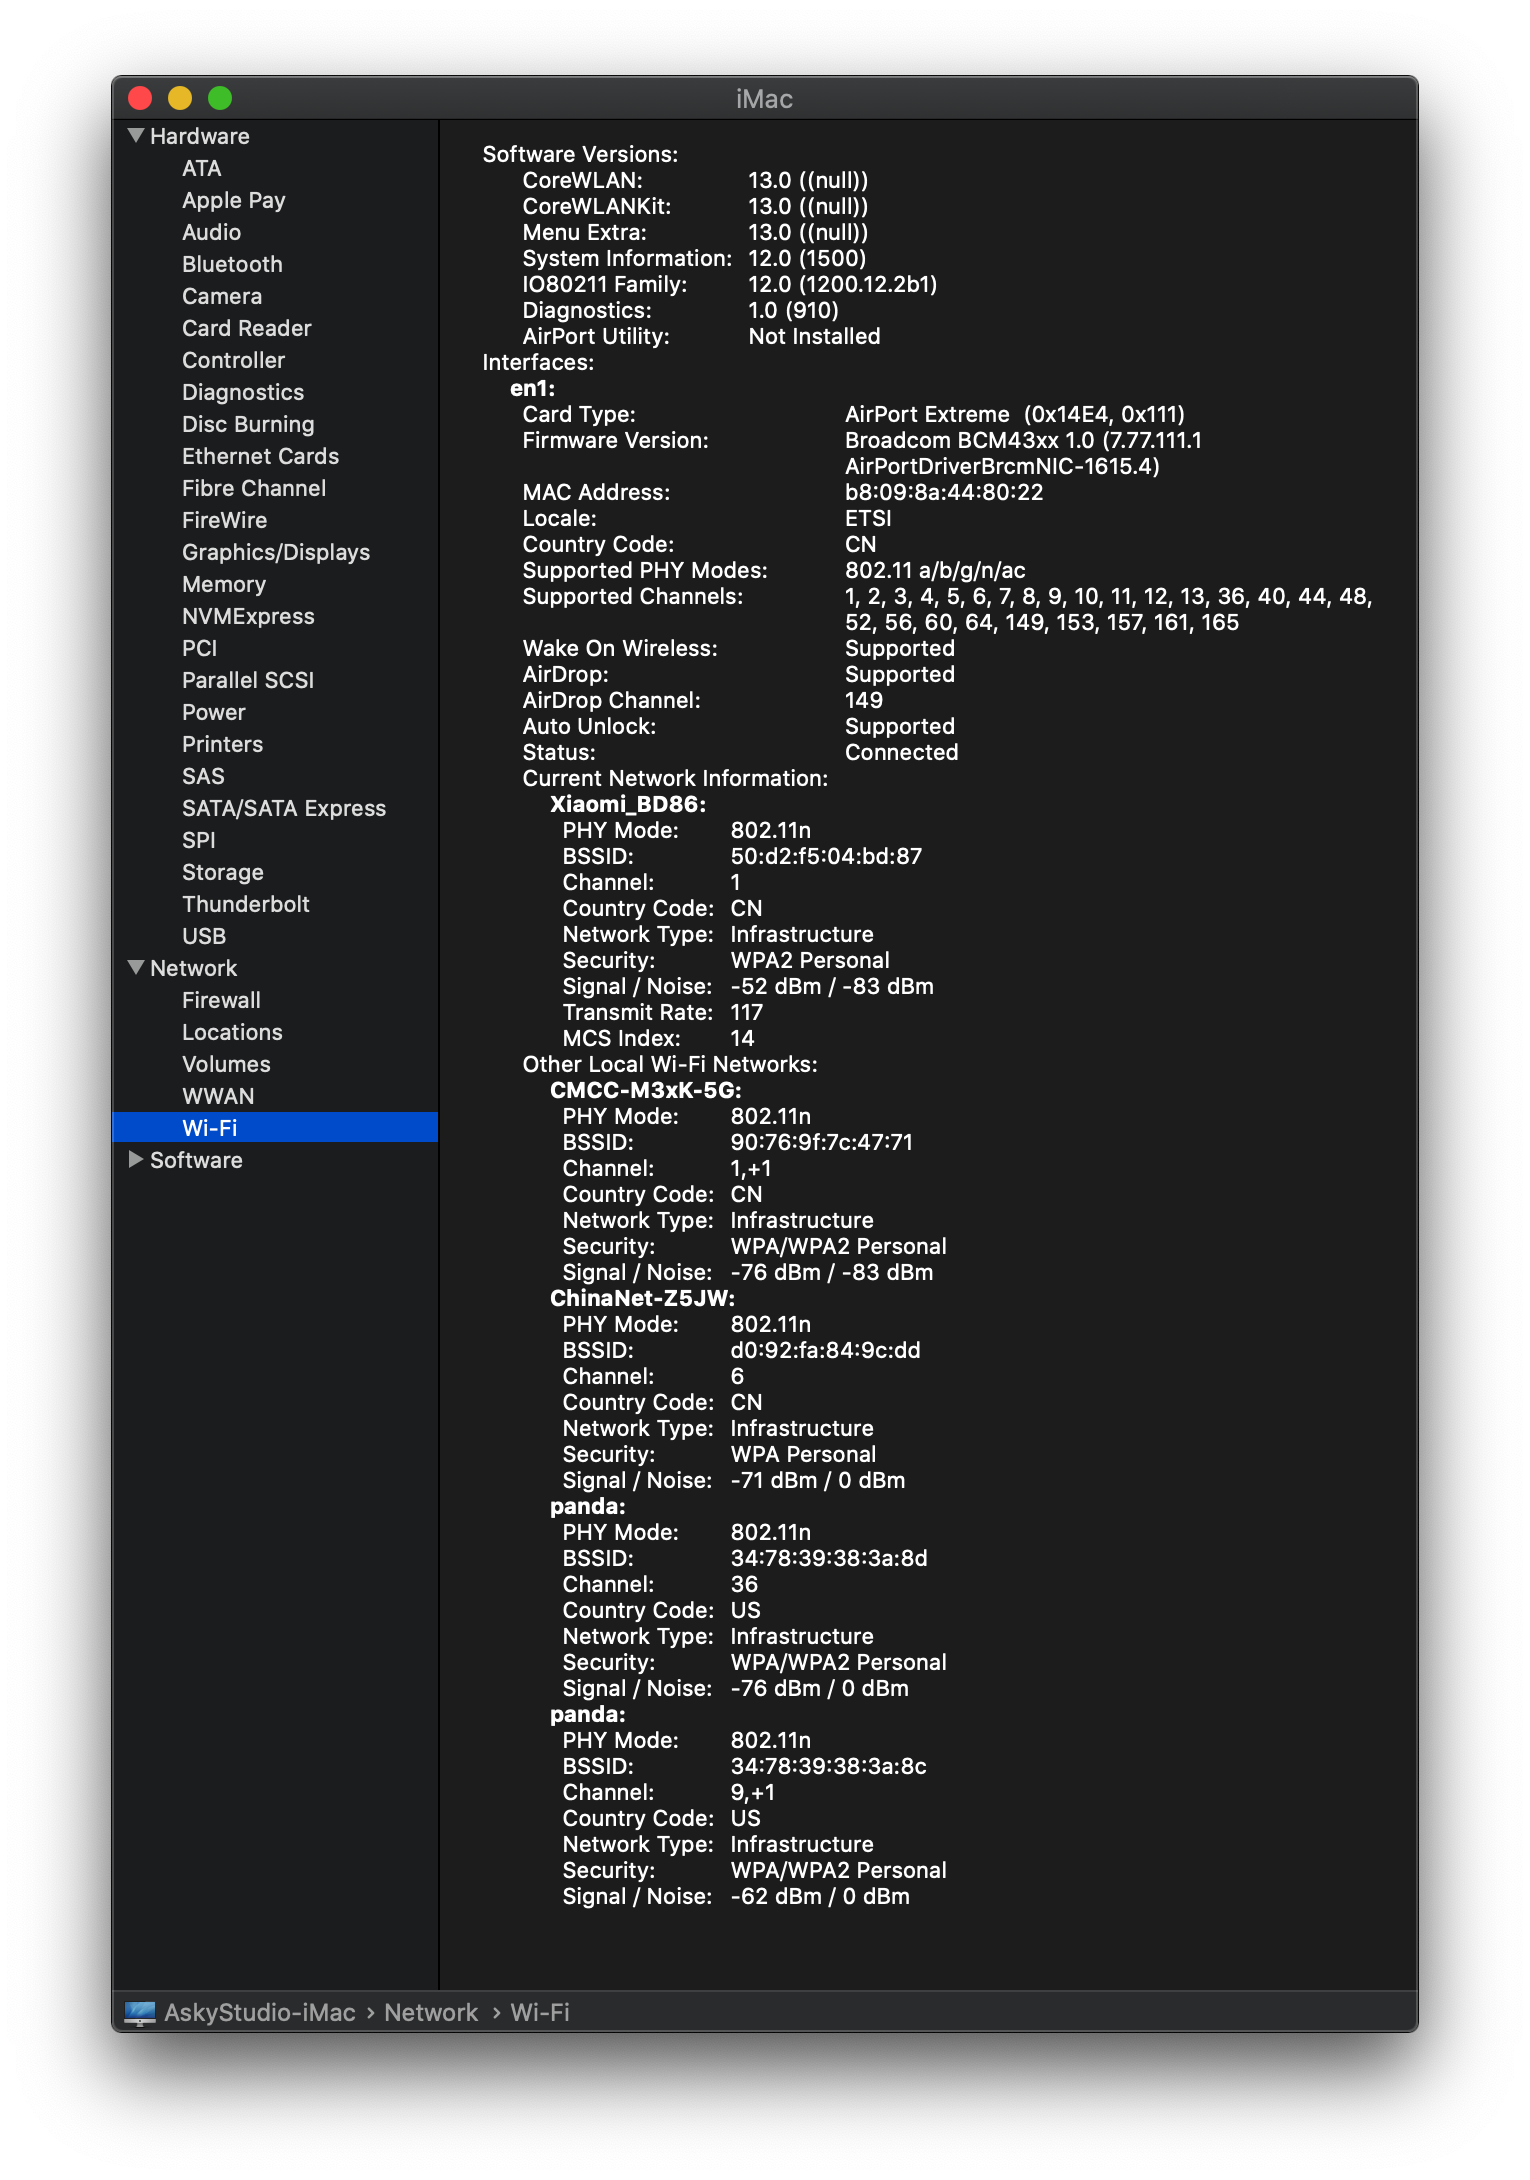 iMac
Hardware
ATA
Apple Pay
Audio
Bluetooth
Camera
Card Reader
Controller
Diagnostics
Disc Burning
Ethernet Cards
Fibre Channel
FireWire
Graphics/Displays
Memory
NVMExpress
PCI
Parallel SCSI
Power
Printers
SAS
SATA/SATA Express
SPI
Storage
Thunderbolt
USB
Network
Firewall
Locations
Volumes
WWAN
Wi-Fi
Software
Software Versions:
CoreWLAN: 13.0 ((null))
CoreWLANKit: 13.0 ((null))
Menu Extra: 13.0 ((null))
System Information: 12.0 (1500)
IO80211 Family: 12.0 (1200.12.2b1)
Diagnostics: 1.0 (910)
AirPort Utility: Not Installed
Interfaces:
en1:
Card Type: AirPort Extreme (0x14E4, 0x111)
Firmware Version: Broadcom BCM43xx 1.0 (7.77.111.1
AirPortDriverBrcmNIC-1615.4)
MAC Address: b8:09:8a:44:80:22
Locale: ETSI
Country Code: CN
Supported PHY Modes: 802.11 a/b/g/n/ac
Supported Channels: 1, 2, 3, 4, 5, 6, 7, 8, 9, 10, 11, 12, 13, 36, 40, 44, 48,
52, 56, 60, 64, 149, 153, 157, 161, 165
Wake On Wireless: Supported
AirDrop: Supported
AirDrop Channel: 149
Auto Unlock: Supported
Status: Connected
Current Network Information:
Xiaomi_BD86:
PHY Mode: 802.11n
BSSID: 50:d2:f5:04:bd:87
Channel: 1
Country Code: CN
Network Type: Infrastructure
Security: WPA2 Personal
Signal / Noise: -52 dBm / -83 dBm
Transmit Rate: 117
MCS Index: 14
Other Local Wi-Fi Networks:
CMCC-M3xK-5G:
PHY Mode: 802.11n
BSSID: 90:76:9f:7c:47:71
Channel: 1,+1
Country Code: CN
Network Type: Infrastructure
Security: WPA/WPA2 Personal
Signal / Noise: -76 dBm / -83 dBm
ChinaNet-Z5JW:
PHY Mode: 802.11n
BSSID: d0:92:fa:84:9c:dd
Channel: 6
Country Code: CN
Network Type: Infrastructure
Security: WPA Personal
Signal / Noise: -71 dBm / 0 dBm
panda:
PHY Mode: 802.11n
BSSID: 34:78:39:38:3a:8d
Channel: 36
Country Code: US
Network Type: Infrastructure
Security: WPA/WPA2 Personal
Signal / Noise: -76 dBm / 0 dBm
panda:
PHY Mode: 802.11n
BSSID: 34:78:39:38:3a:8c
Channel: 9,+1
Country Code: US
Network Type: Infrastructure
Security: WPA/WPA2 Personal
Signal / Noise: -62 dBm / 0 dBm
AskyStudio-iMac › Network › Wi-Fi